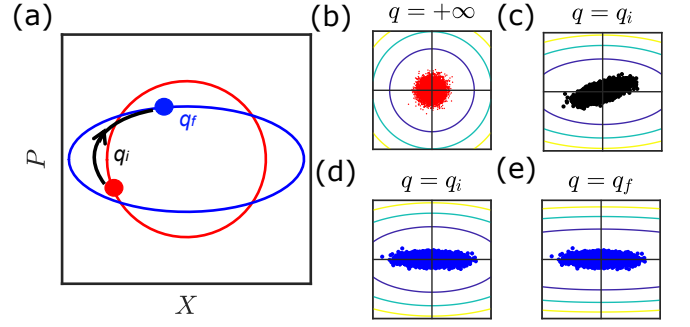 (a)
P
X
q_i
q_f
(b)
q = +∞
(c)
q = q_i
(d)
q = q_i
(e)
q = q_f